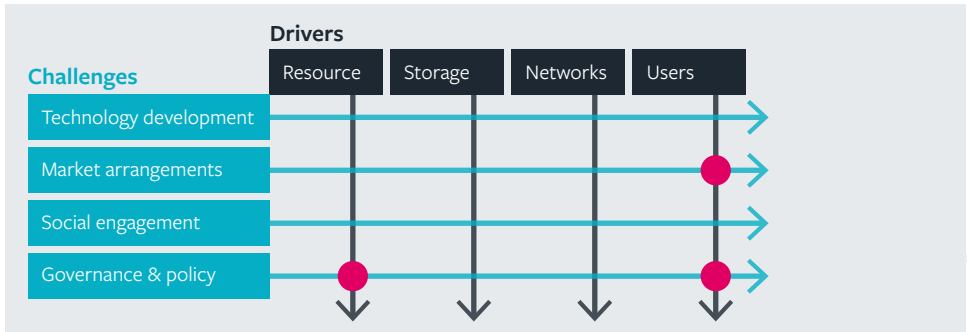 Drivers
Resource Storage Networks Users
Challenges
Technology development
Market arrangements
Social engagement
Governance & policy